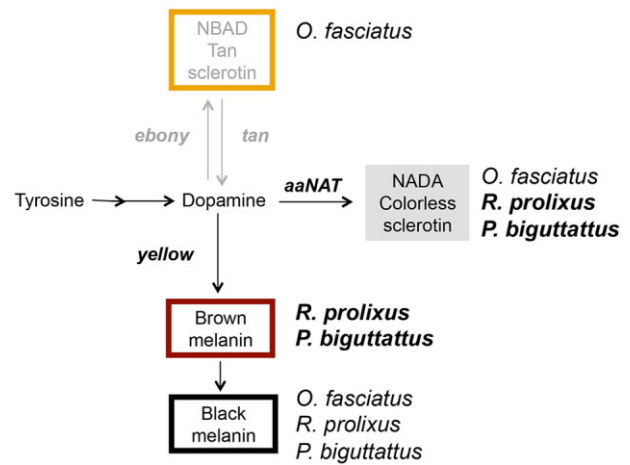 NBAD
Tan
sclerotin
O. fasciatus
ebony
tan
Tyrosine
Dopamine
aaNAT
NADA
Colorless
sclerotin
O. fasciatus
R. prolixus
P. biguttattus
yellow
Brown
melanin
R. prolixus
P. biguttattus
Black
melanin
O. fasciatus
R. prolixus
P. biguttattus